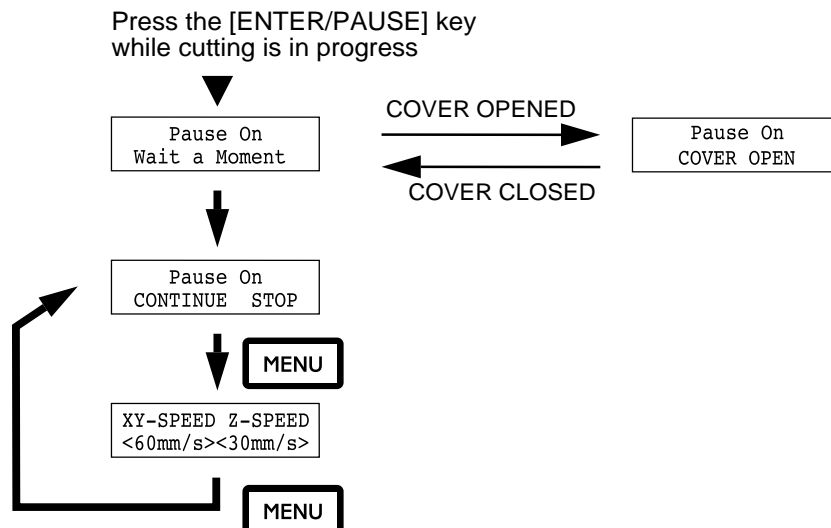 Press the [ENTER/PAUSE] key
while cutting is in progress
Pause On
Wait a Moment
COVER OPENED
COVER CLOSED
Pause On
COVER OPEN
Pause On
CONTINUE STOP
MENU
XY-SPEED Z-SPEED
<60mm/s><30mm/s>
MENU